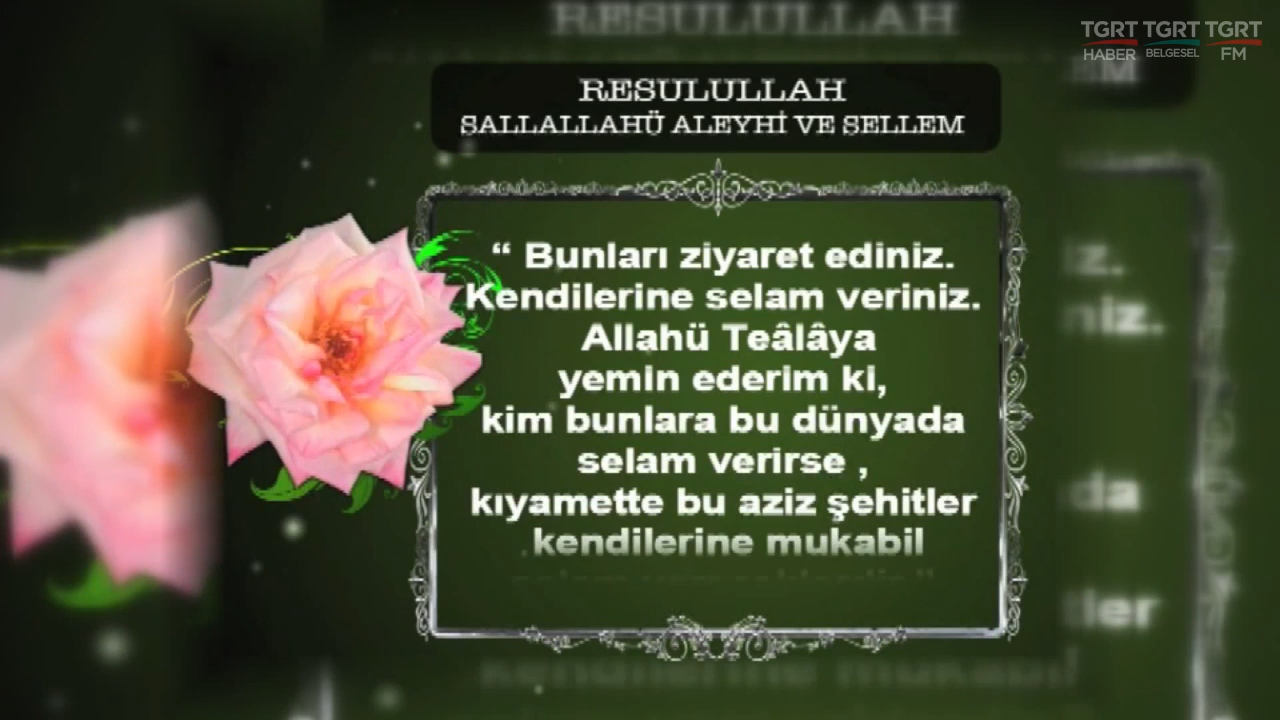 RESULULLAH
TGRT TGRT TGRT
HABER BELGESEL FM
RESULULLAH
SALLALLAHÜ ALEYHİ VE SELLEM
“ Bunları ziyaret ediniz.
Kendilerine selam veriniz.
Allahü Teâlâya
yemin ederim ki,
kim bunlara bu dünyada
selam verirse ,
kıyamette bu aziz şehitler
kendilerine mukabil